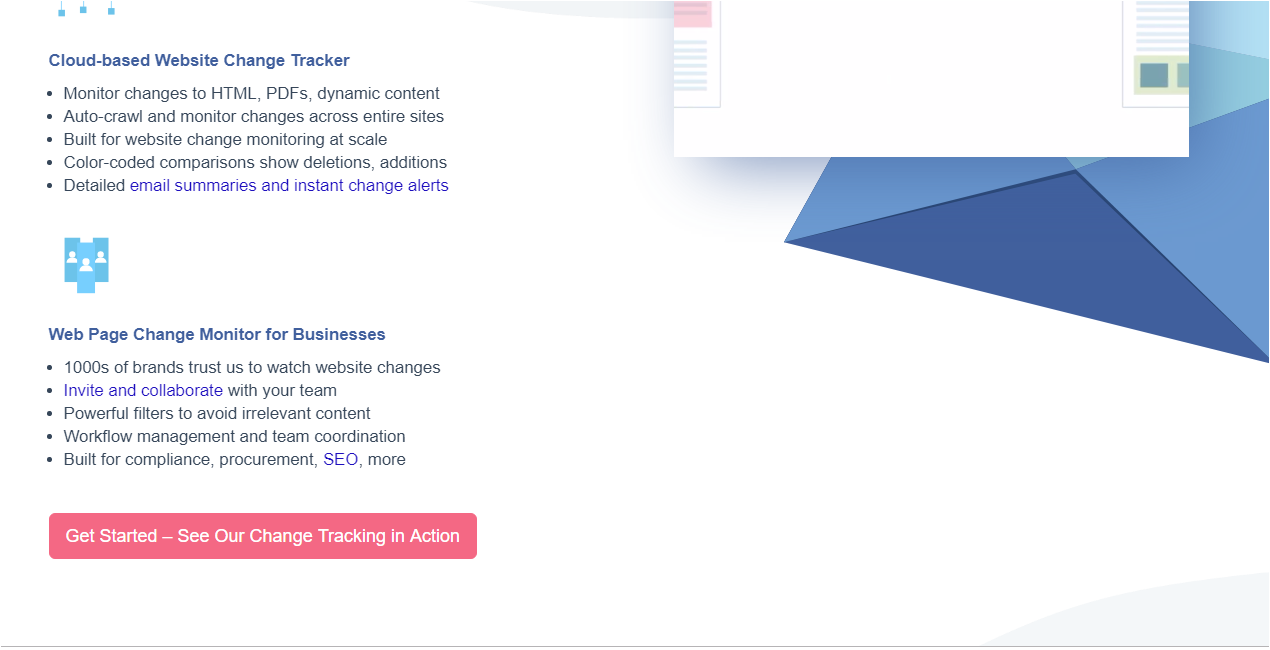 Cloud-based Website Change Tracker
Monitor changes to HTML, PDFs, dynamic content
Auto-crawl and monitor changes across entire sites
Built for website change monitoring at scale
Color-coded comparisons show deletions, additions
Detailed email summaries and instant change alerts
Web Page Change Monitor for Businesses
1000s of brands trust us to watch website changes
Invite and collaborate with your team
Powerful filters to avoid irrelevant content
Workflow management and team coordination
Built for compliance, procurement, SEO, more
Get Started – See Our Change Tracking in Action